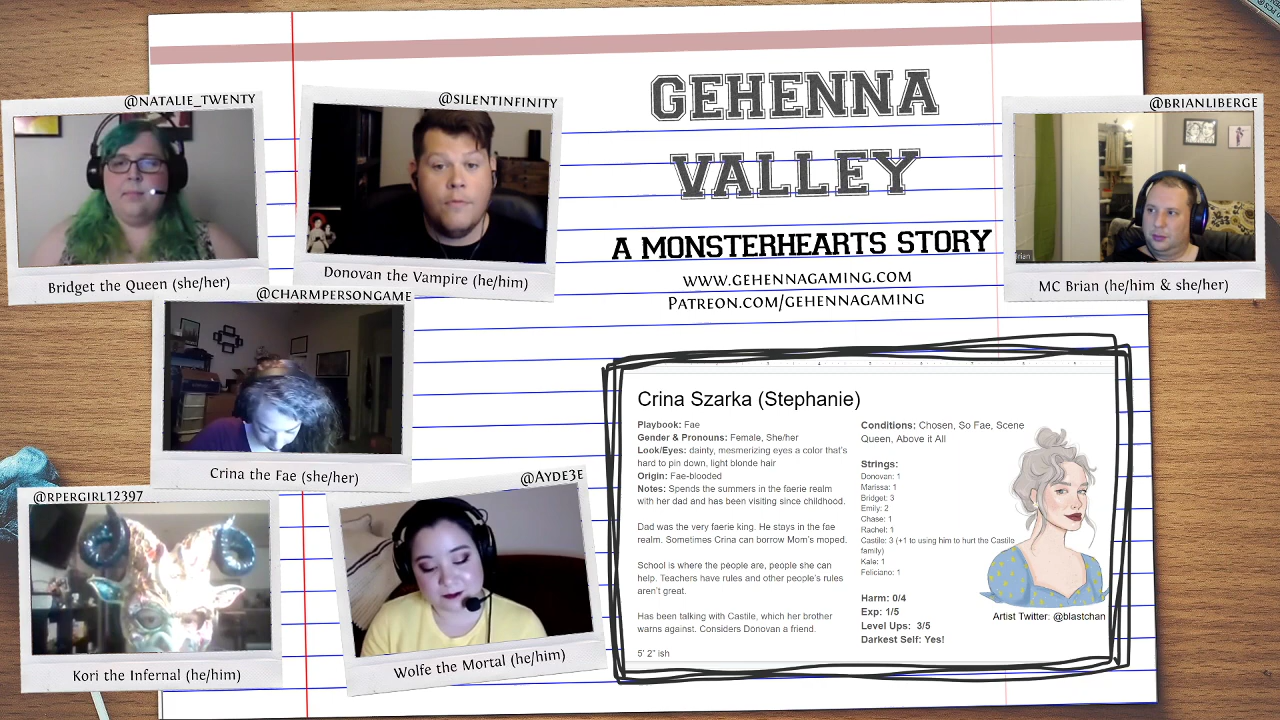 @NATALIE_TWENTY
Bridget the Queen (she/her)
@SILENTINFINITY
Donovan the Vampire (he/him)
GEHENNA
VALLEY
A MONSTERHEARTS STORY
WWW.GEHENNAGAMING.COM
PATREON.COM/GEHENNAGAMING
@BRIANLIBERGE
MC Brian (he/him & she/her)
@CHARMPERSONGAME
Crina the Fae (she/her)
@RPERGIRL12397
Kori the Infernal (he/him)
@AYDE3E
Wolfe the Mortal (he/him)
Crina Szarka (Stephanie)
Playbook: Fae
Gender & Pronouns: Female, She/her
Look/Eyes: dainty, mesmerizing eyes a color that's
hard to pin down, light blonde hair
Origin: Fae-blooded
Notes: Spends the summers in the faerie realm
with her dad and has been visiting since childhood.
Dad was the very faerie king. He stays in the fae
realm. Sometimes Crina can borrow Mom's moped.
School is where the people are, people she can
help. Teachers have rules and other people's rules
aren't great.
Has been talking with Castile, which her brother
warns against. Considers Donovan a friend.
5' 2" ish
Conditions: Chosen, So Fae, Scene
Queen, Above it All
Strings:
Donovan: 1
Marissa: 1
Bridget: 3
Emily: 2
Chase: 1
Rachel: 1
Castile: 3 (+1 to using him to hurt the Castile
family)
Kale: 1
Feliciano: 1
Harm: 0/4
Exp: 1/5
Level Ups: 3/5
Darkest Self: Yes!
Artist Twitter: @blastchan